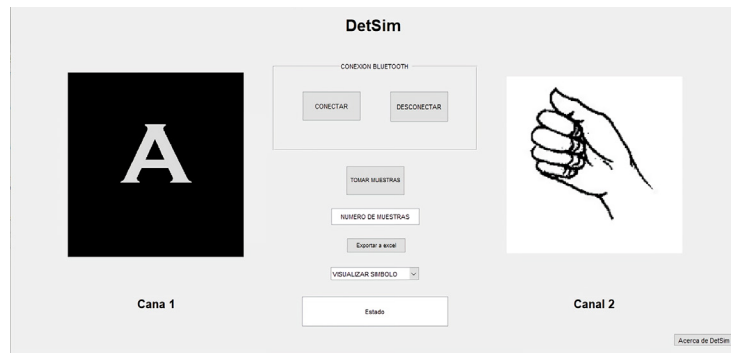 DetSim
CONEXION BLUETOOTH
CONECTAR
DESCONECTAR
A
TOMAR MUESTRAS
NUMERO DE MUESTRAS
Exportar a excel
VISUALIZAR SIMBOLO
Cana 1
Estado
Canal 2
Acerca de DetSim